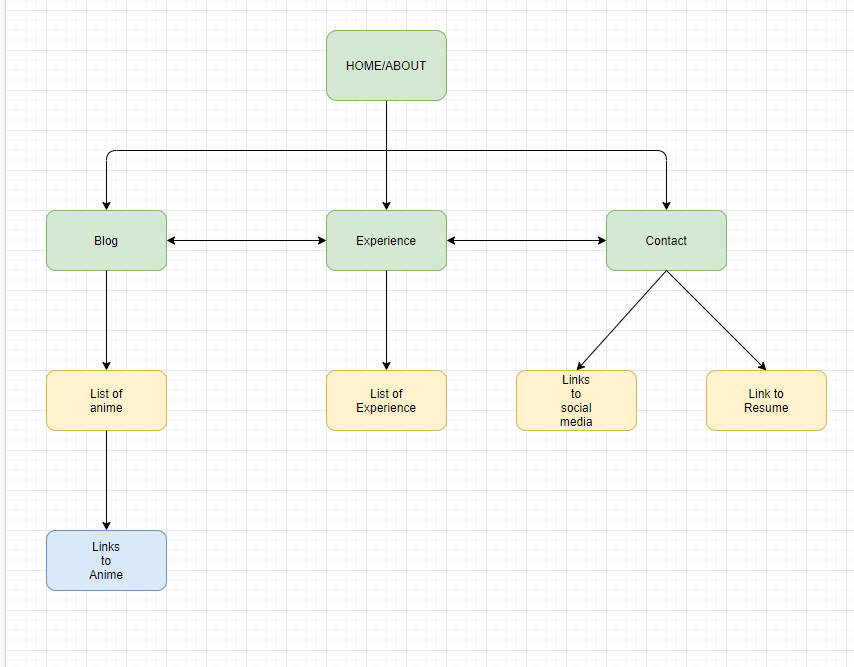 HOME/ABOUT
Blog
Experience
Contact
List of
anime
List of
Experience
Links
to
social
media
Link to
Resume
Links
to
Anime